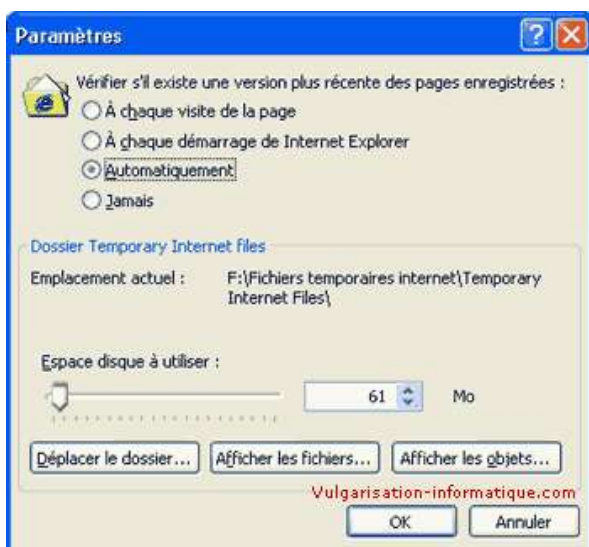 Paramètres
Vérifier s'il existe une version plus récente des pages enregistrées :
À chaque visite de la page
À chaque démarrage de Internet Explorer
Automatiquement
Jamais
Dossier Temporary Internet files
Emplacement actuel :
F:\Fichiers temporaires internet\Temporary
Internet Files\
Espace disque à utiliser :
61 Mo
Déplacer le dossier... Afficher les fichiers... Afficher les objets...
Vulgarisation-informatique.com
OK Annuler